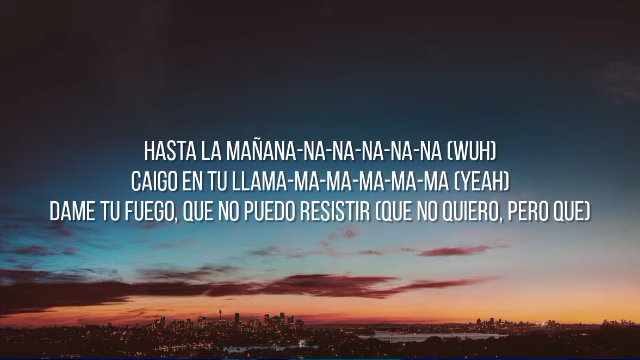 HASTA LA MAÑANA-NA-NA-NA-NA-NA (WUH)
CAIGO EN TU LLAMA-MA-MA-MA-MA-MA (YEAH)
DAME TU FUEGO, QUE NO PUEDO RESISTIR (QUE NO QUIERO, PERO QUE)